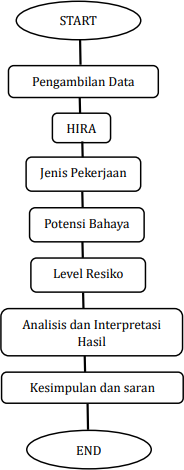 START
Pengambilan Data
HIRA
Jenis Pekerjaan
Potensi Bahaya
Level Resiko
Analisis dan Interpretasi
Hasil
Kesimpulan dan saran
END